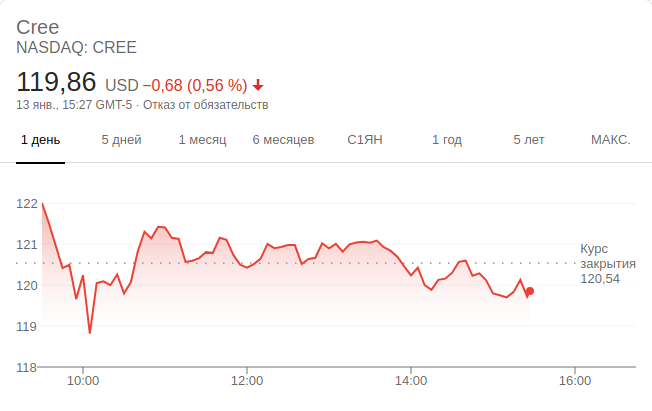 Cree
NASDAQ: CREE
119,86 USD −0,68 (0,56 %)
13 янв., 15:27 GMT-5 · Отказ от обязательств
1 день 5 дней 1 месяц 6 месяцев С1ЯН 1 год 5 лет МАКС.
122
121
120
119
118
Курс
закрытия
120,54
10:00 12:00 14:00 16:00